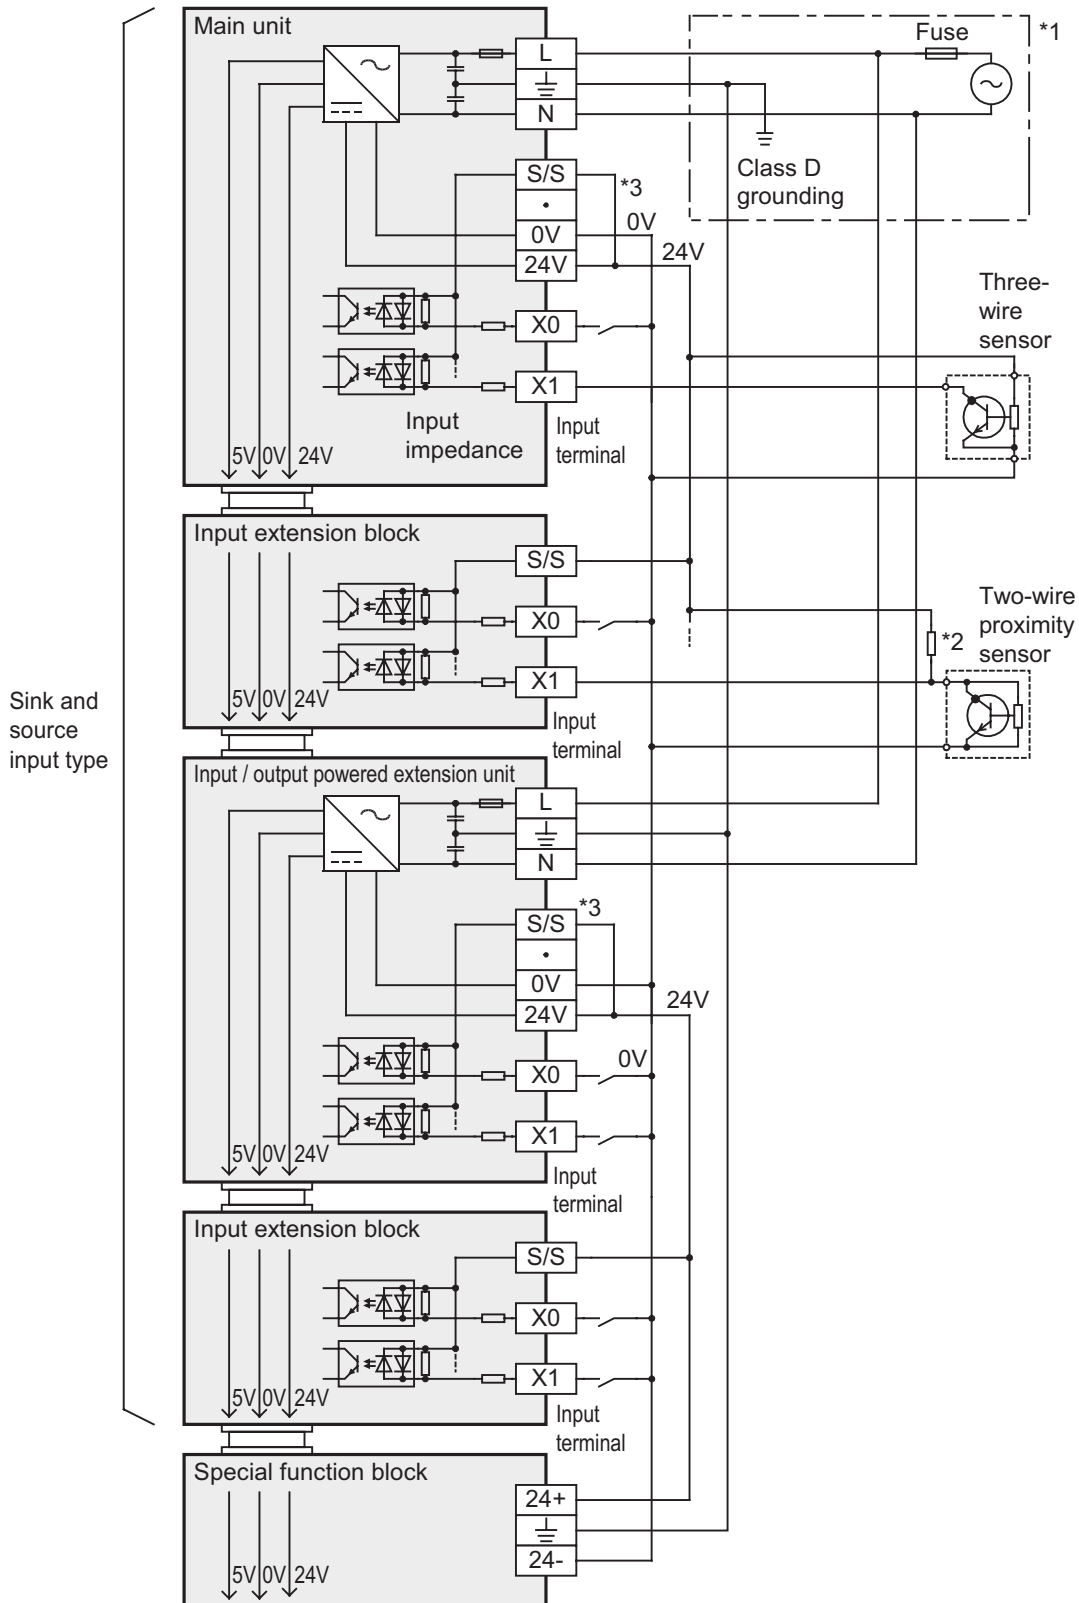 Main unit
Fuse
*1
L
N
Class D
grounding
S/S
*3
•
0V
0V
24V
24V
Three-
wire
sensor
X0
X1
Input
impedance
Input
terminal
5V 0V 24V
Input extension block
S/S
X0
Two-wire
proximity
sensor
*2
X1
Sink and
source
input type
5V 0V 24V
Input
terminal
Input / output powered extension unit
L
N
S/S
*3
•
0V
24V
24V
0V
X0
X1
5V 0V 24V
Input
terminal
Input extension block
S/S
X0
X1
5V 0V 24V
Input
terminal
Special function block
24+
24-
5V 0V 24V